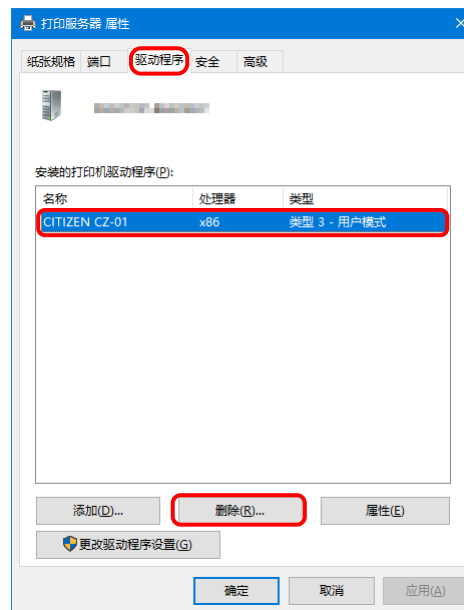 打印服务器 属性
纸张规格 端口 驱动程序 安全 高级
安装的打印机驱动程序(P):
名称 处理器 类型
CITIZEN CZ-01 x86 类型 3 - 用户模式
添加(D)... 删除(R)... 属性(E)
更改驱动程序设置(G)
确定 取消 应用(A)